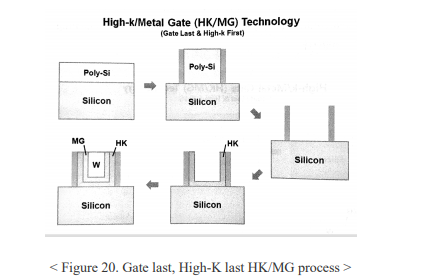 High-k/Metal Gate (HK/MG) Technology
(Gate Last & High-k First)
Poly-Si
Silicon
Poly-Si
Silicon
Silicon
MG
HK
W
Silicon
HK
Silicon
< Figure 20. Gate last, High-K last HK/MG process >